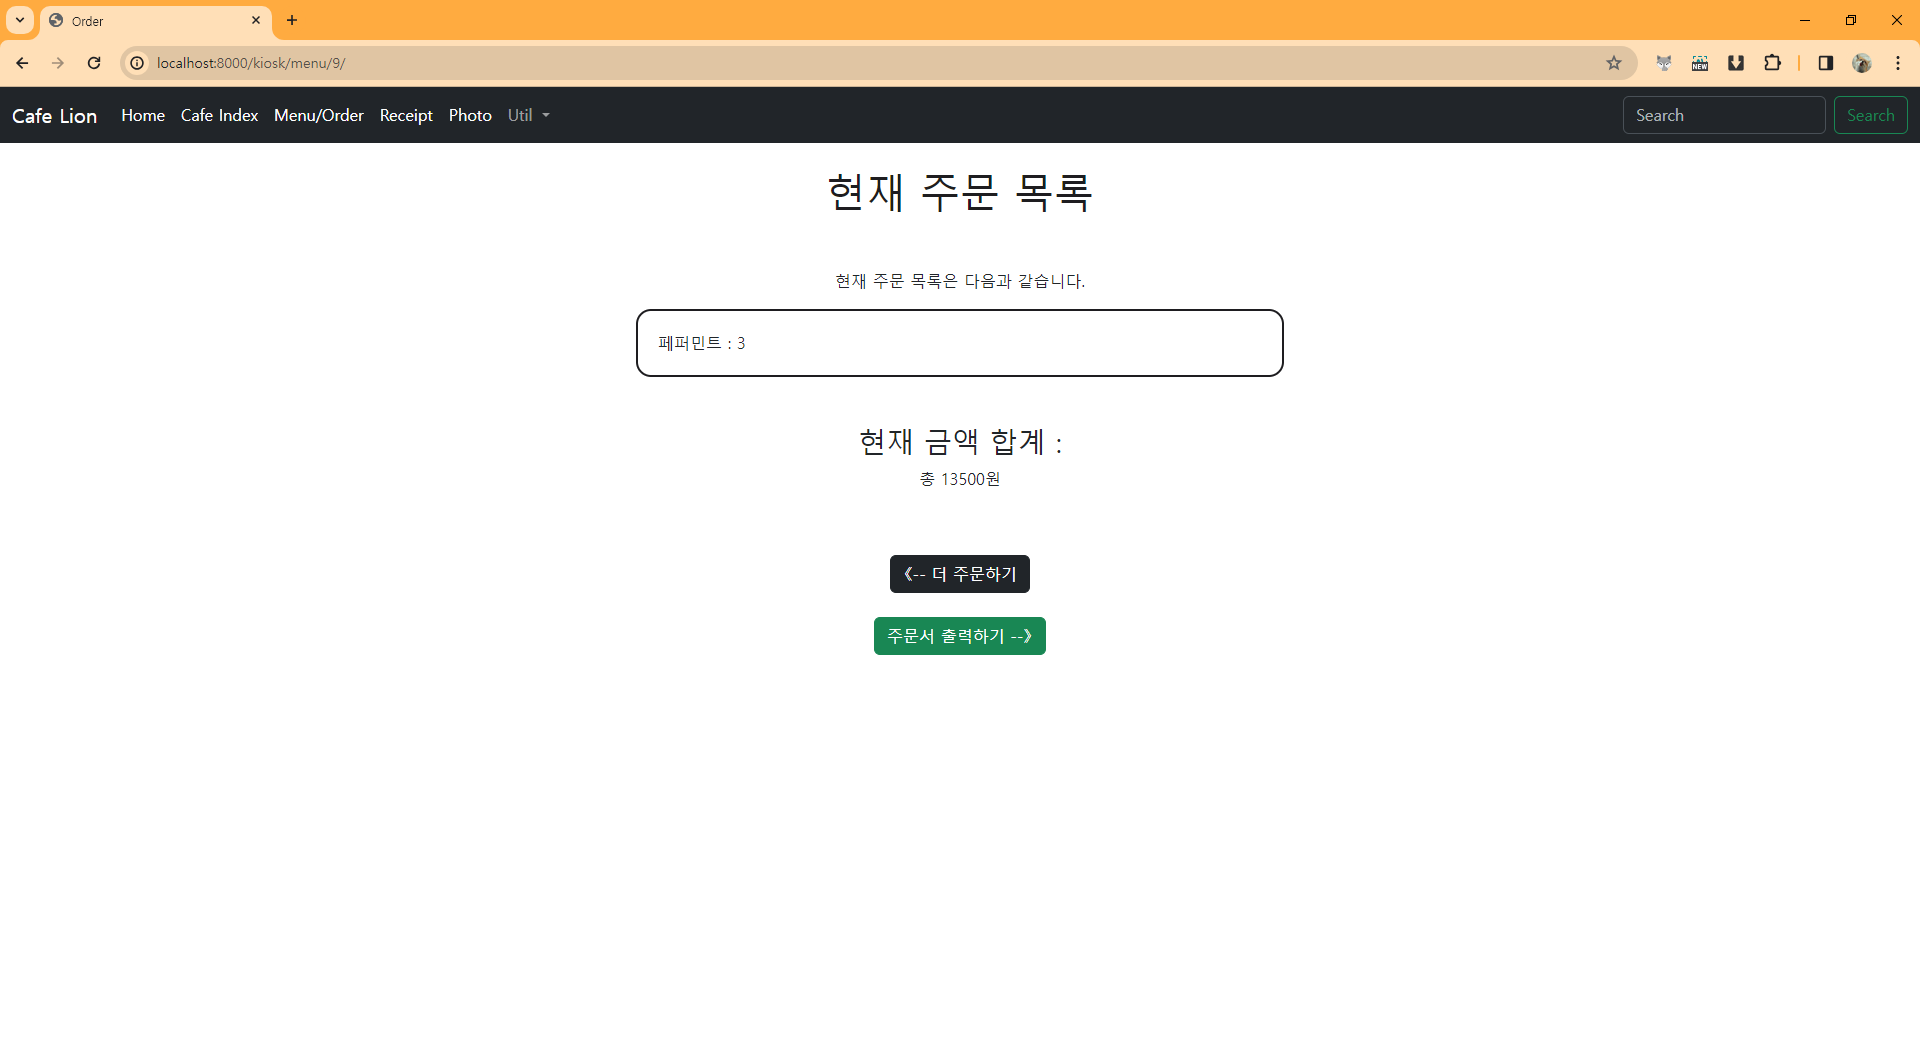 Order
localhost:8000/kiosk/menu/9/
NEW
Cafe Lion Home Cafe Index Menu/Order Receipt Photo Util Search Search
현재 주문 목록
현재 주문 목록은 다음과 같습니다.
페퍼민트 : 3
현재 금액 합계 :
총 13500원
《-- 더 주문하기
주문서 출력하기 --》